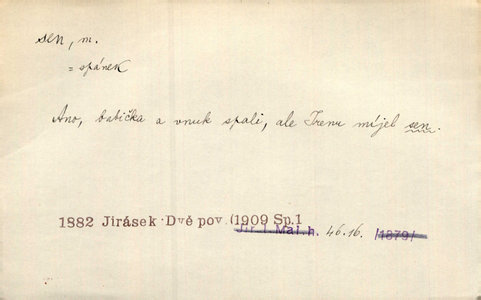 sen, m.
= spánek
Ano, babička a vnuk spali, ale Irenu míjel sen.
1882 Jirásek Dvě pov. (1909 Sp.1
Jir. I. Mal.h. 46.16. /1879/